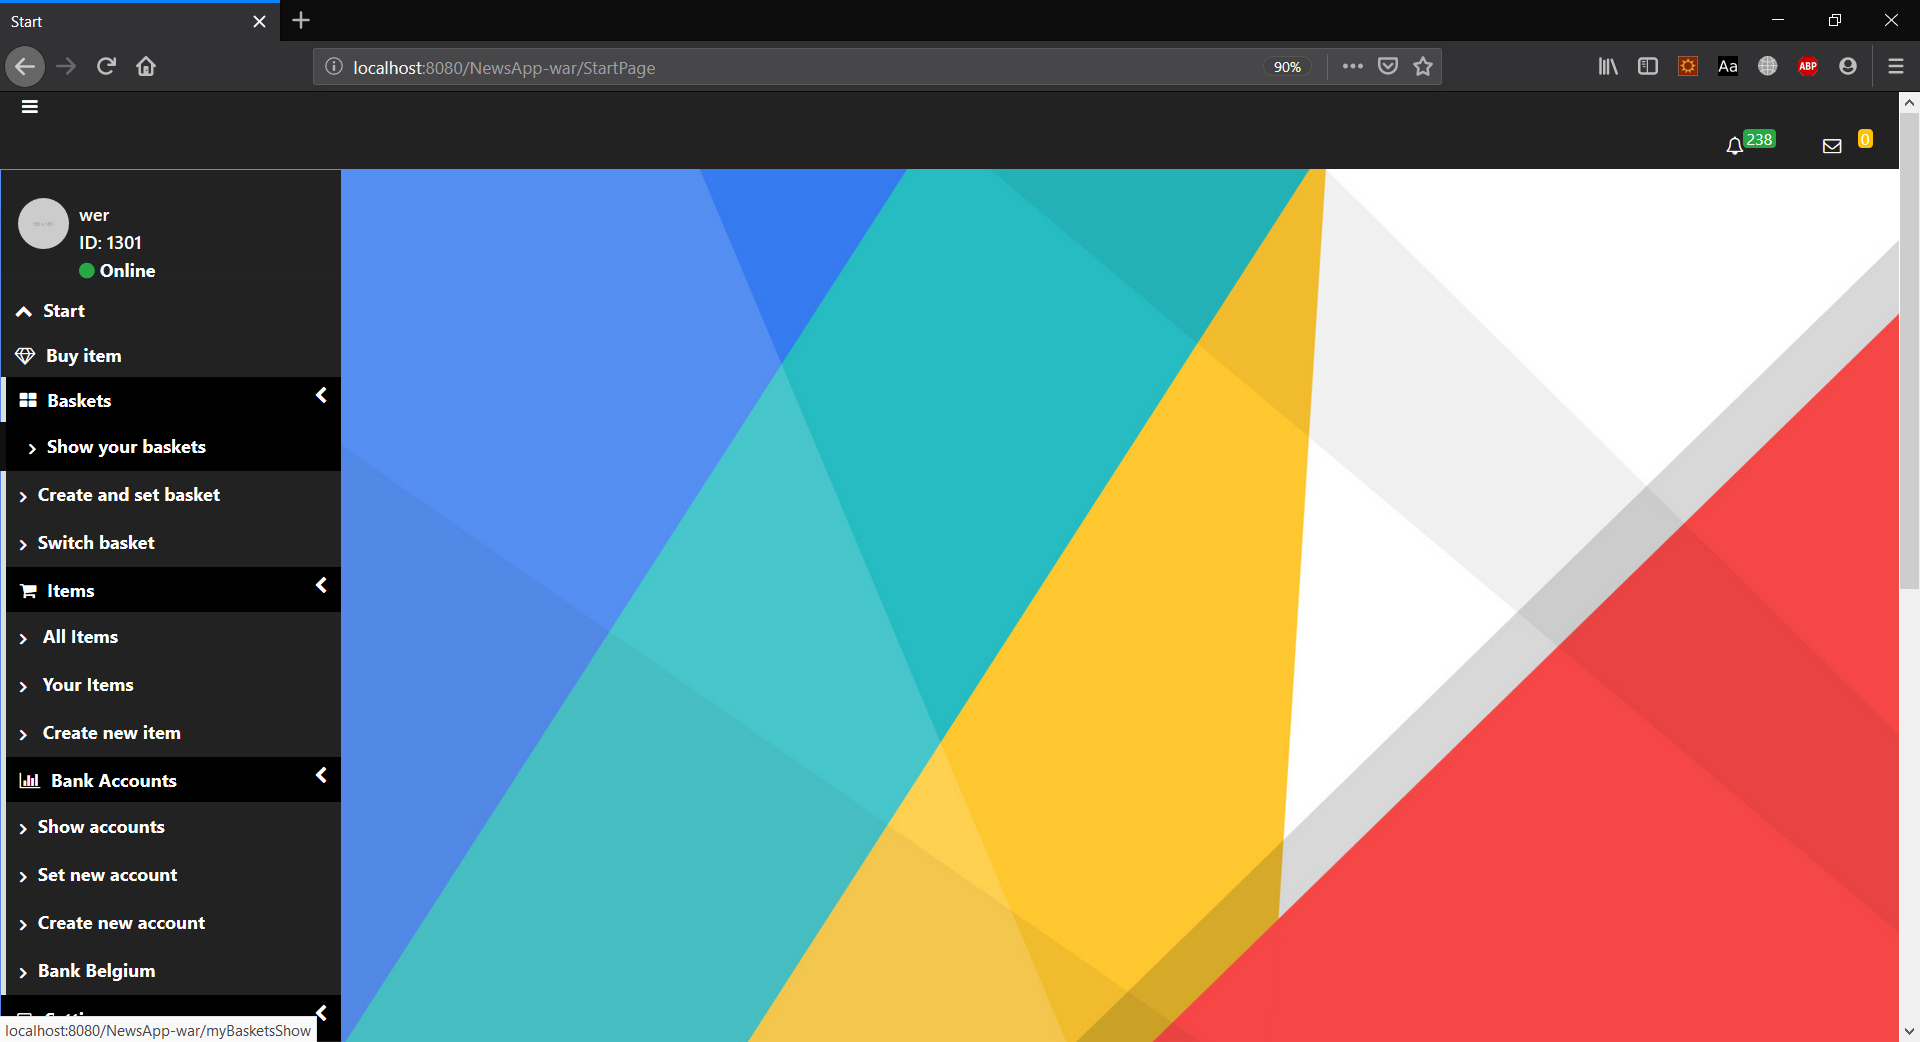 Start
localhost:8080/NewsApp-war/StartPage
90%
Aa
ABP
238
0
wer
ID: 1301
Online
Start
Buy item
Baskets
Show your baskets
Create and set basket
Switch basket
Items
All Items
Your Items
Create new item
Bank Accounts
Show accounts
Set new account
Create new account
Bank Belgium
localhost:8080/NewsApp-war/myBasketsShow